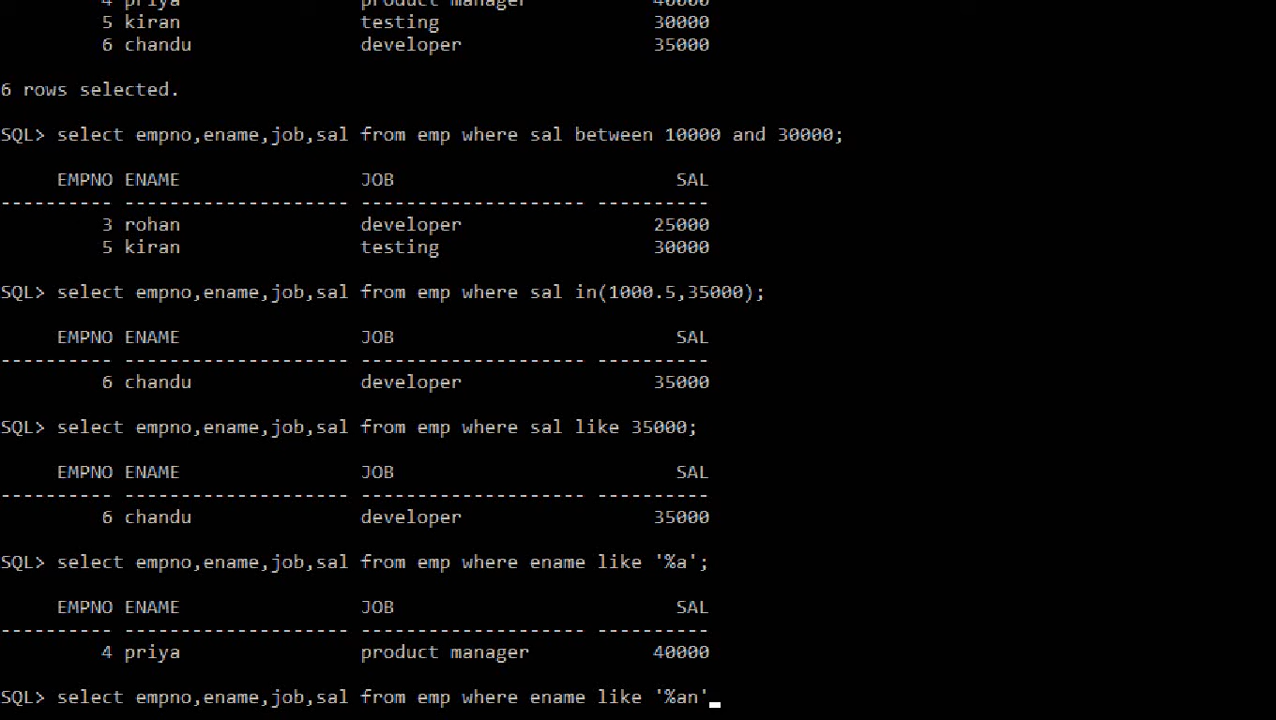 4 priya product manager 40000
5 kiran testing 30000
6 chandu developer 35000
6 rows selected.
SQL> select empno,ename,job,sal from emp where sal between 10000 and 30000;
EMPNO ENAME JOB SAL
---------- -------------------- -------------------- ----------
3 rohan developer 25000
5 kiran testing 30000
SQL> select empno,ename,job,sal from emp where sal in(1000.5,35000);
EMPNO ENAME JOB SAL
---------- -------------------- -------------------- ----------
6 chandu developer 35000
SQL> select empno,ename,job,sal from emp where sal like 35000;
EMPNO ENAME JOB SAL
---------- -------------------- -------------------- ----------
6 chandu developer 35000
SQL> select empno,ename,job,sal from emp where ename like '%a';
EMPNO ENAME JOB SAL
---------- -------------------- -------------------- ----------
4 priya product manager 40000
SQL> select empno,ename,job,sal from emp where ename like '%an'